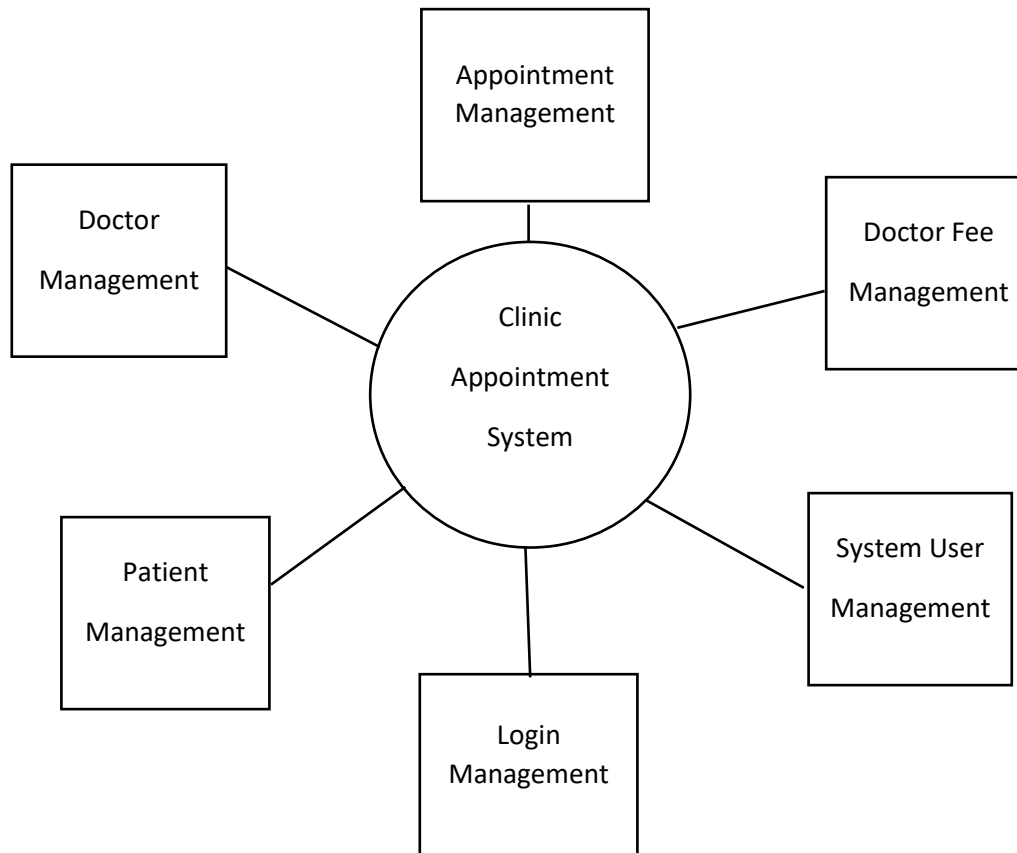 Appointment
Management
Doctor
Management
Doctor Fee
Management
Clinic
Appointment
System
Patient
Management
System User
Management
Login
Management